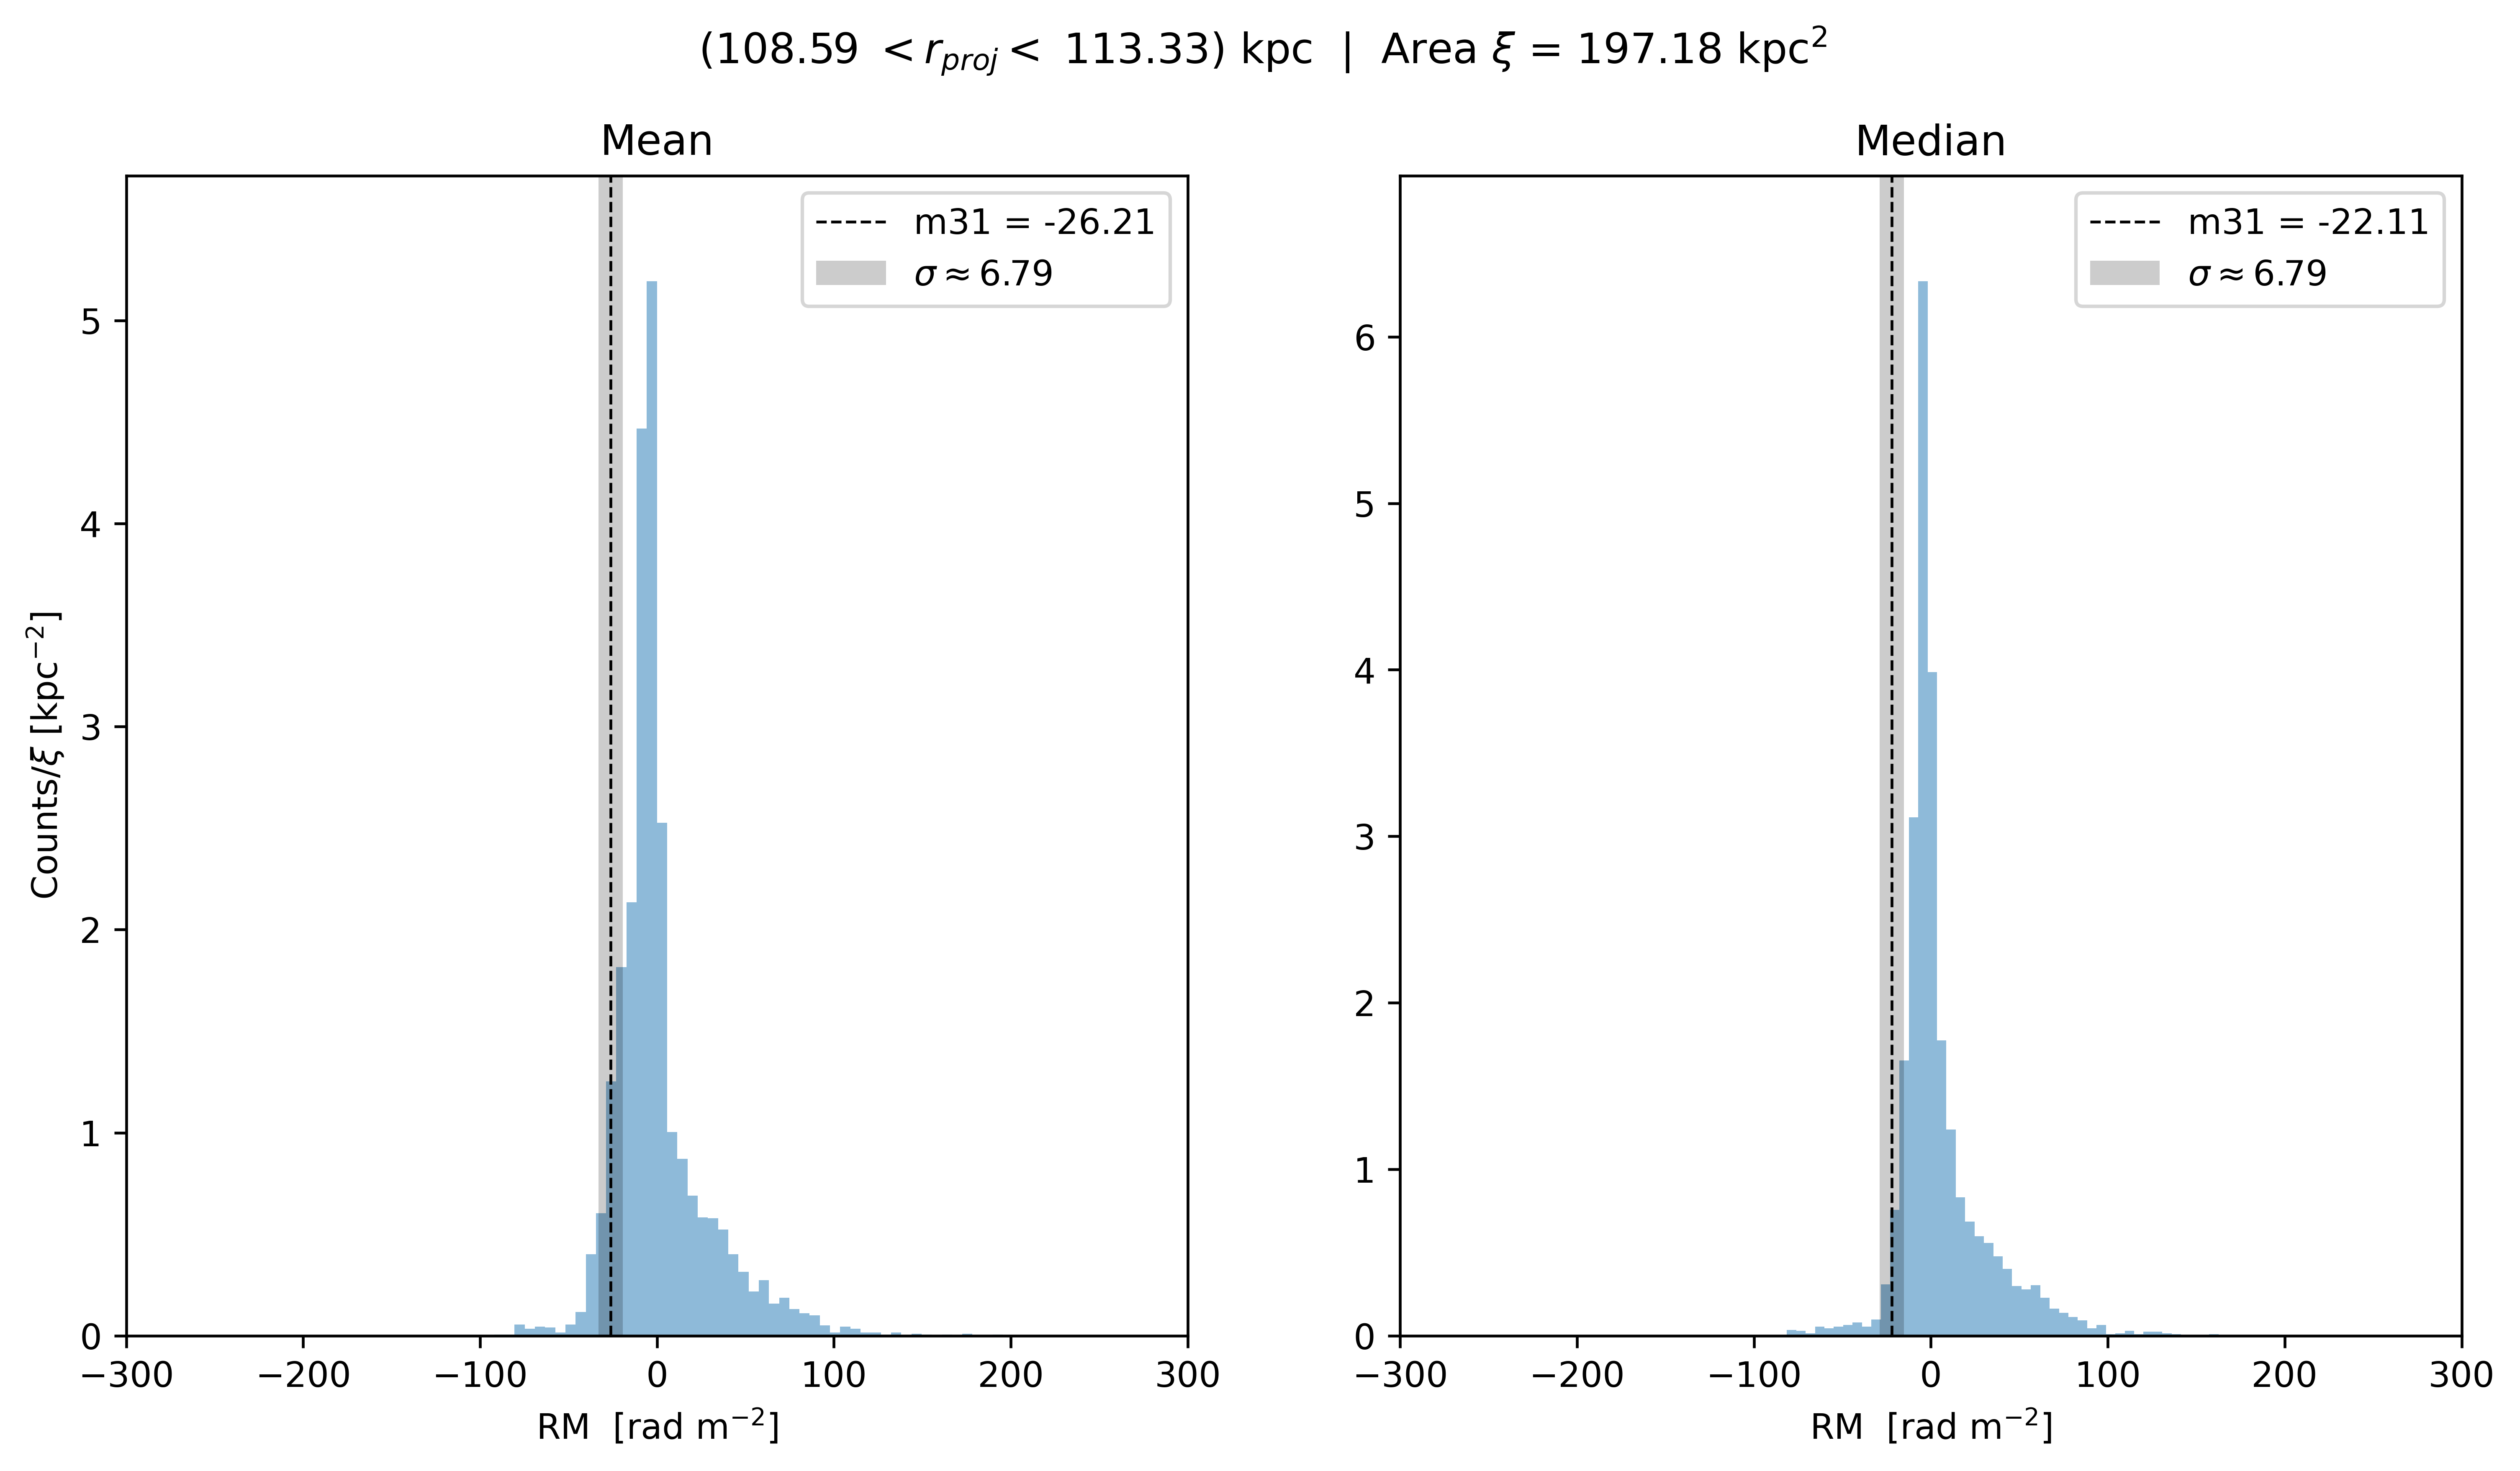 (108.59 < r_proj < 113.33) kpc | Area ξ = 197.18 kpc²
Mean
m31 = -26.21
σ ≈ 6.79
5
4
3
2
1
0
Counts/ξ [kpc⁻²]
−300 −200 −100 0 100 200 300
RM [rad m⁻²]
Median
m31 = -22.11
σ ≈ 6.79
6
5
4
3
2
1
0
−300 −200 −100 0 100 200 300
RM [rad m⁻²]